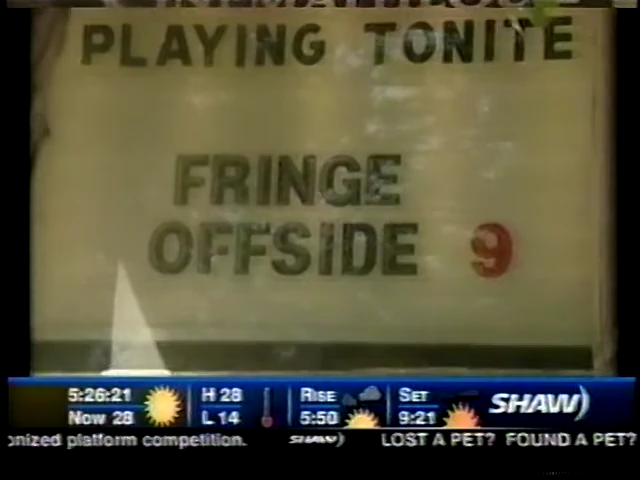 PLAYING TONITE
FRINGE
OFFSIDE 9
5:26:21
Now 28
H 28
L 14
RISE
5:50
SET
9:21
SHAW)
onized platform competition. SHAW) LOST A PET? FOUND A PET?